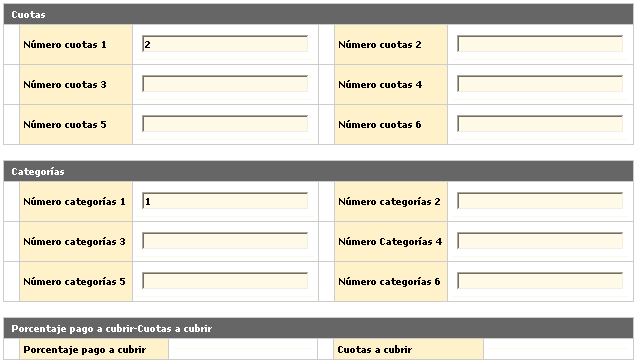 Cuotas
Número cuotas 1 2 Número cuotas 2
Número cuotas 3 Número cuotas 4
Número cuotas 5 Número cuotas 6
Categorías
Número categorías 1 1 Número categorías 2
Número categorías 3 Número Categorías 4
Número categorías 5 Número categorías 6
Porcentaje pago a cubrir-Cuotas a cubrir
Porcentaje pago a cubrir Cuotas a cubrir